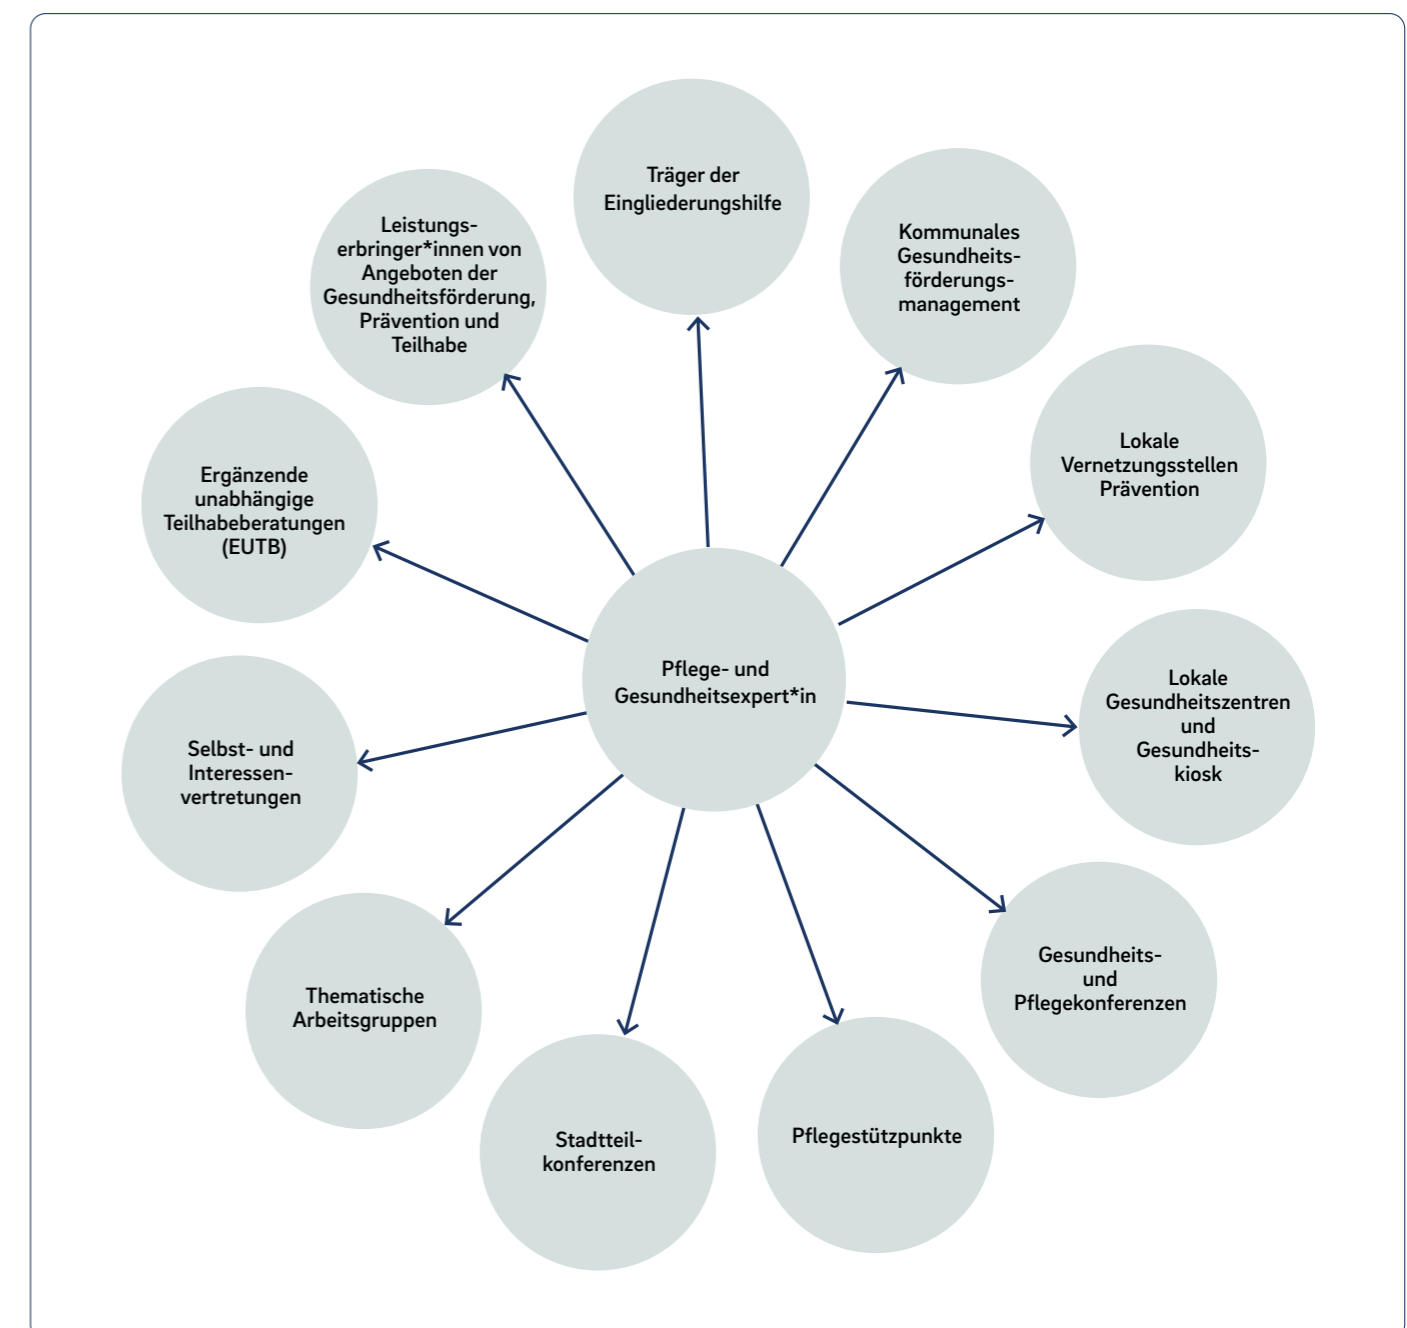 Träger der
Eingliederungshilfe
Kommunales
Gesundheits-
förderungs-
management
Lokale
Vernetzungsstellen
Prävention
Lokale
Gesundheitszentren
und
Gesundheits-
kiosk
Gesundheits-
und
Pflegekonferenzen
Pflegestützpunkte
Stadtteil-
konferenzen
Thematische
Arbeitsgruppen
Selbst- und
Interessen-
vertretungen
Ergänzende
unabhängige
Teilhabeberatungen
(EUTB)
Leistungs-
erbringer*innen von
Angeboten der
Gesundheitsförderung,
Prävention und
Teilhabe
Pflege- und
Gesundheitsexpert*in